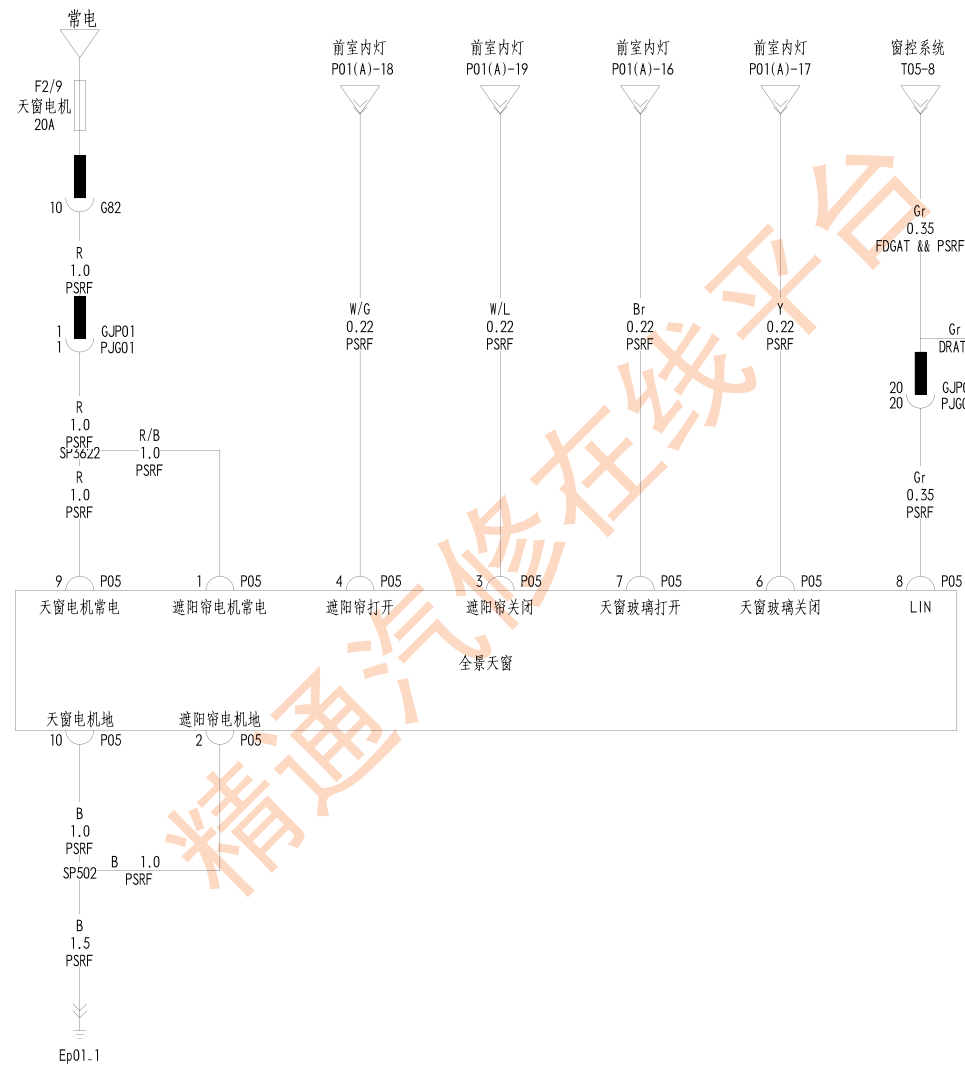 常电
前室内灯
P01(A)-18
前室内灯
P01(A)-19
前室内灯
P01(A)-16
前室内灯
P01(A)-17
窗控系统
T05-8
F2/9
天窗电机
20A
10
G82
R
1.0
PSRF
1
GJP01
1
PJG01
R
1.0
PSRF
SP3622
R/B
1.0
PSRF
R
1.0
PSRF
W/G
0.22
PSRF
W/L
0.22
PSRF
Br
0.22
PSRF
Y
0.22
PSRF
Gr
0.35
FDGAT && PSRF
Gr
DRAT
20
20
Gr
0.35
PSRF
9
P05
1
P05
4
P05
3
P05
7
P05
6
P05
8
P05
天窗电机常电
遮阳帘电机常电
遮阳帘打开
遮阳帘关闭
天窗玻璃打开
天窗玻璃关闭
LIN
全景天窗
天窗电机地
遮阳帘电机地
10
P05
2
P05
B
1.0
PSRF
SP502
B 1.0
PSRF
B
1.5
PSRF
Ep01_1
精通汽修在线平台